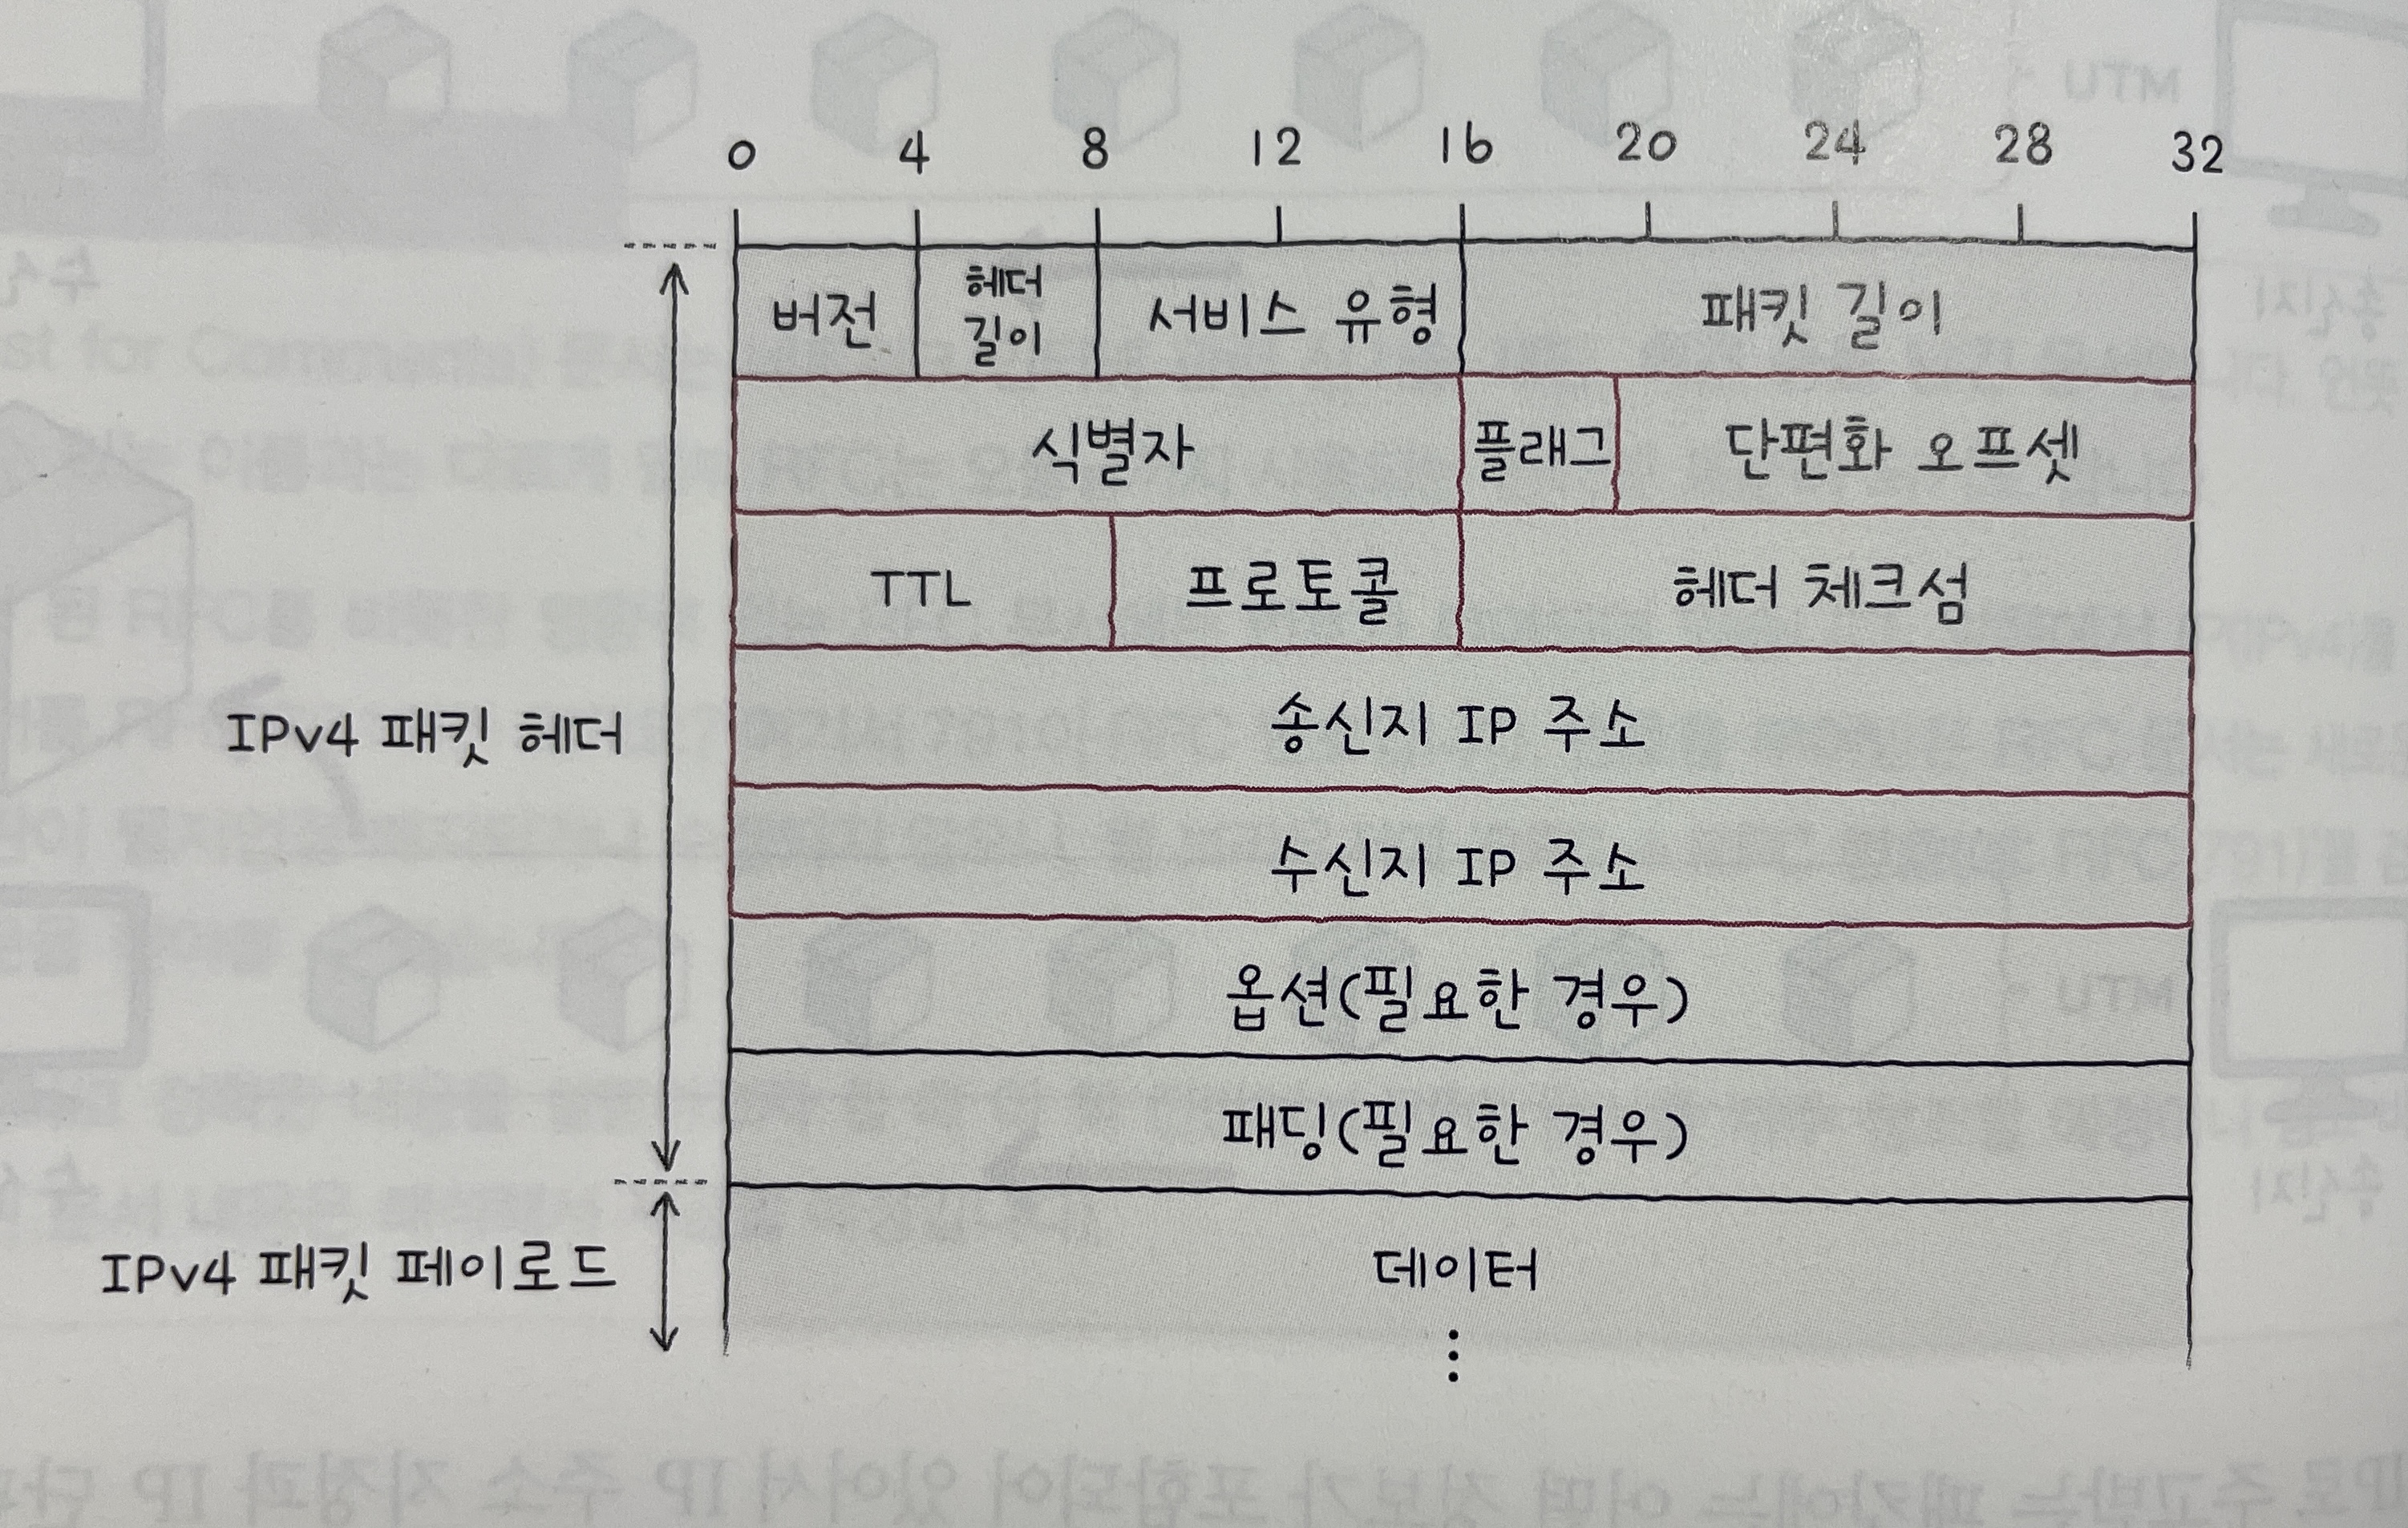 0 4 8 12 16 20 24 28 32
버전 헤더 길이 서비스 유형 패킷 길이
식별자 플래그 단편화 오프셋
TTL 프로토콜 헤더 체크섬
IPv4 패킷 헤더
송신지 IP 주소
수신지 IP 주소
옵션(필요한 경우)
패딩(필요한 경우)
IPv4 패킷 페이로드
데이터